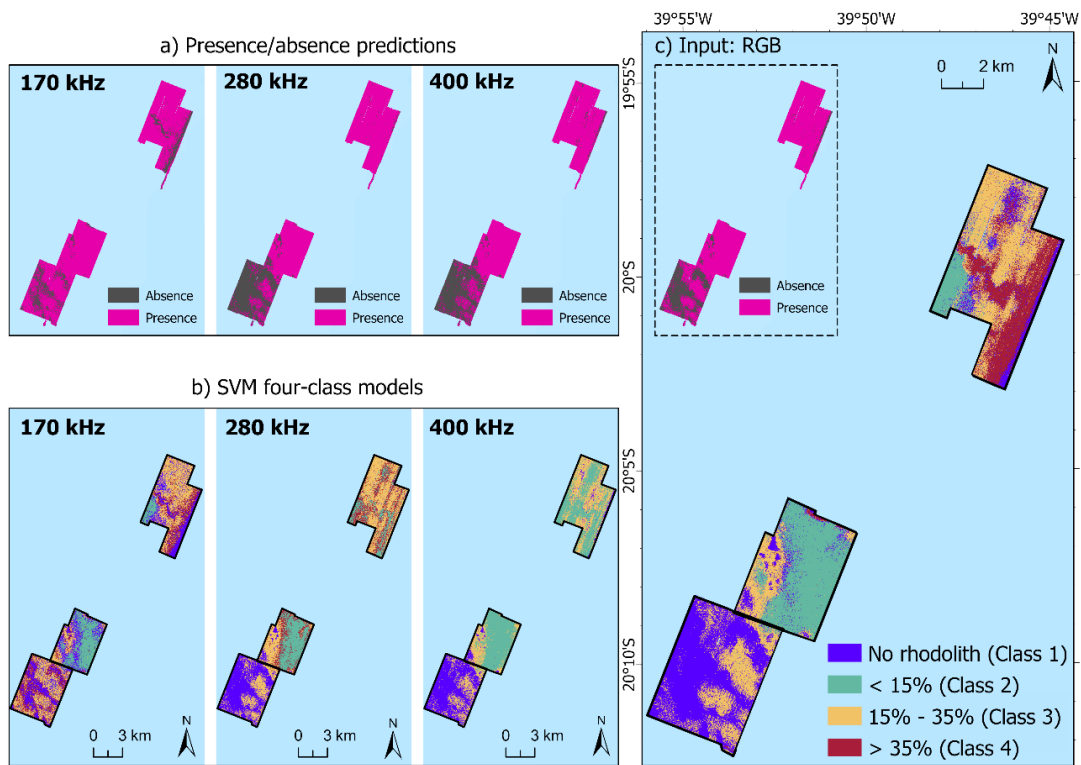 a) Presence/absence predictions
170 kHz
280 kHz
400 kHz
Absence
Presence
Absence
Presence
Absence
Presence
b) SVM four-class models
170 kHz
280 kHz
400 kHz
0 3 km
N
0 3 km
N
0 3 km
N
39°55'W 39°50'W 39°45'W
c) Input: RGB
N
0 2 km
19°55'S
20°S
20°5'S
20°10'S
Absence
Presence
No rhodolith (Class 1)
< 15% (Class 2)
15% - 35% (Class 3)
> 35% (Class 4)